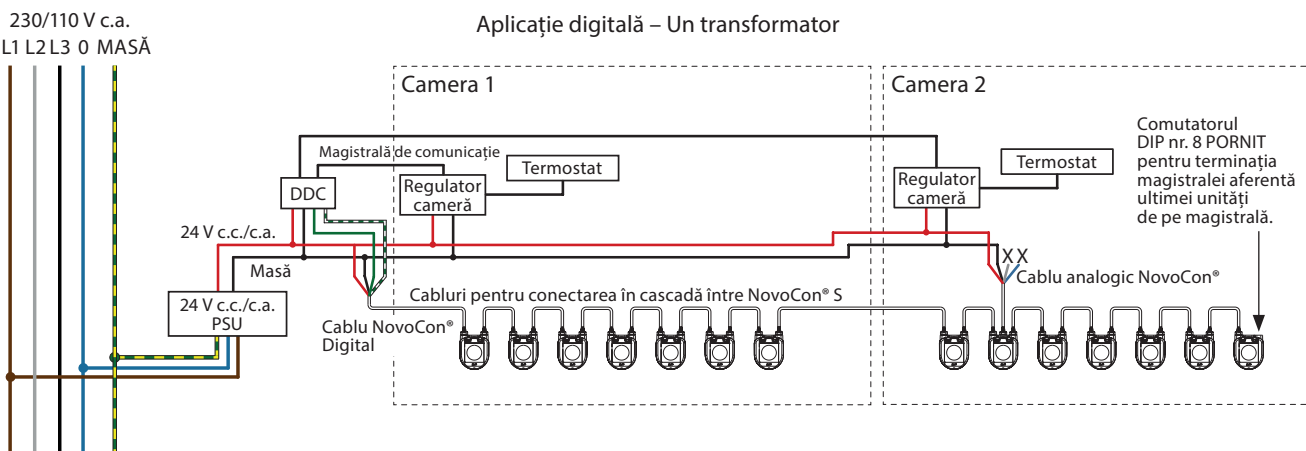 230/110 V c.a.
L1 L2 L3 0 MASĂ
Aplicație digitală – Un transformator
Camera 1
Camera 2
Comutatorul
DIP nr. 8 PORNIT
pentru terminația
magistralei aferentă
ultimei unități
de pe magistrală.
Magistrală de comunicație
Termostat
Termostat
DDC
Regulator
cameră
Regulator
cameră
24 V c.c./c.a.
Masă
X X
Cablu analogic NovoCon®
24 V c.c./c.a.
PSU
Cabluri pentru conectarea în cascadă între NovoCon® S
Cablu NovoCon®
Digital